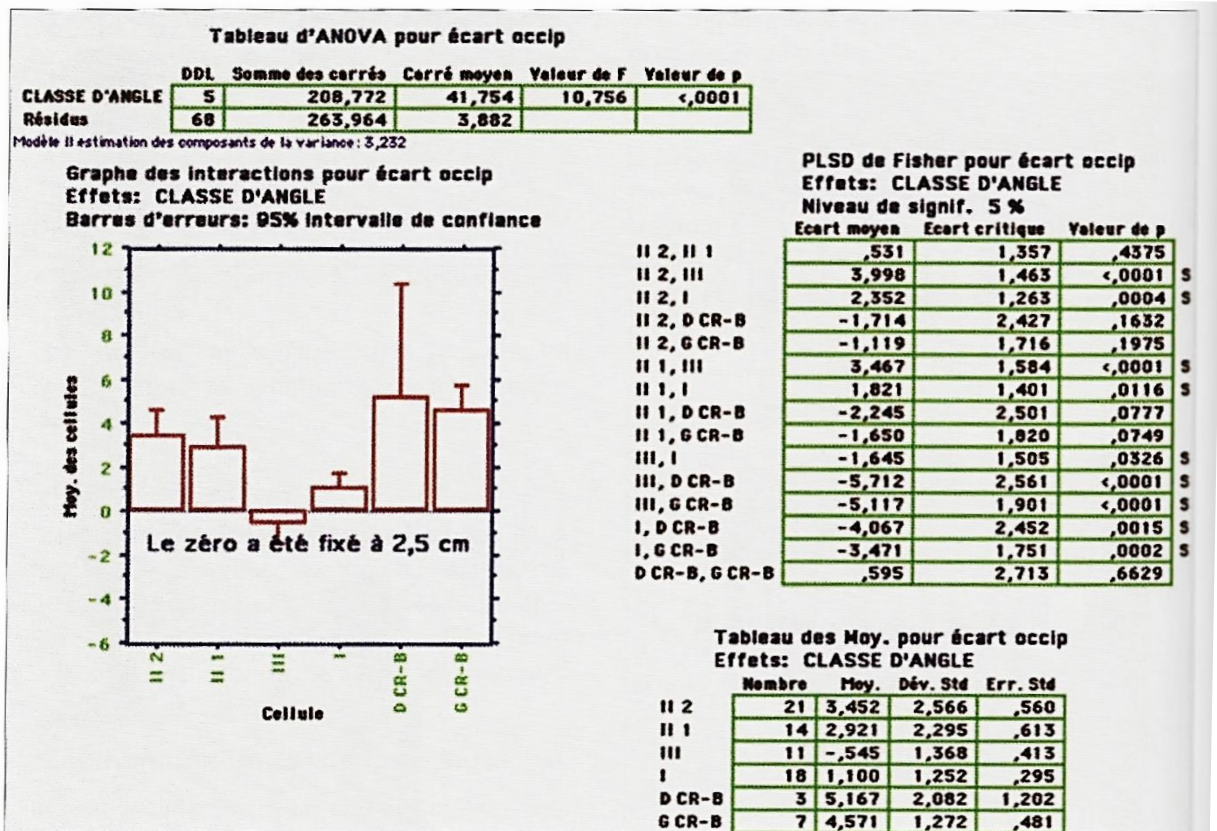 Tableau d'ANOVA pour écart occip
DDL Somme des carrés Carré moyen Valeur de F Valeur de p
CLASSE D'ANGLE 5 208,772 41,754 10,756 <,0001
Résidus 68 263,964 3,882
Modèle II estimation des composants de la variance: 3,232
Graphe des interactions pour écart occip
Effets: CLASSE D'ANGLE
Barres d'erreurs: 95% Intervalle de confiance
12
10
8
6
4
2
0
-2
-4
-6
Moy. des cellules
Le zéro a été fixé à 2,5 cm
II 2 II 1 III I D CR-B G CR-B
Cellule
PLSD de Fisher pour écart occip
Effets: CLASSE D'ANGLE
Niveau de signif. 5 %
Ecart moyen Ecart critique Valeur de p
II 2, II 1 ,531 1,357 ,4375
II 2, III 3,998 1,463 <,0001 S
II 2, I 2,352 1,263 ,0004 S
II 2, D CR-B -1,714 2,427 ,1632
II 2, G CR-B -1,119 1,716 ,1975
II 1, III 3,467 1,584 <,0001 S
II 1, I 1,821 1,401 ,0116 S
II 1, D CR-B -2,245 2,501 ,0777
II 1, G CR-B -1,650 1,820 ,0749
III, I -1,645 1,505 ,0326 S
III, D CR-B -5,712 2,561 <,0001 S
III, G CR-B -5,117 1,901 <,0001 S
I, D CR-B -4,067 2,452 ,0015 S
I, G CR-B -3,471 1,751 ,0002 S
D CR-B, G CR-B ,595 2,713 ,6629
Tableau des Moy. pour écart occip
Effets: CLASSE D'ANGLE
Nombre Moy. Dév. Std Err. Std
II 2 21 3,452 2,566 ,560
II 1 14 2,921 2,295 ,613
III 11 -,545 1,368 ,413
I 18 1,100 1,252 ,295
D CR-B 3 5,167 2,082 1,202
G CR-B 7 4,571 1,272 ,481